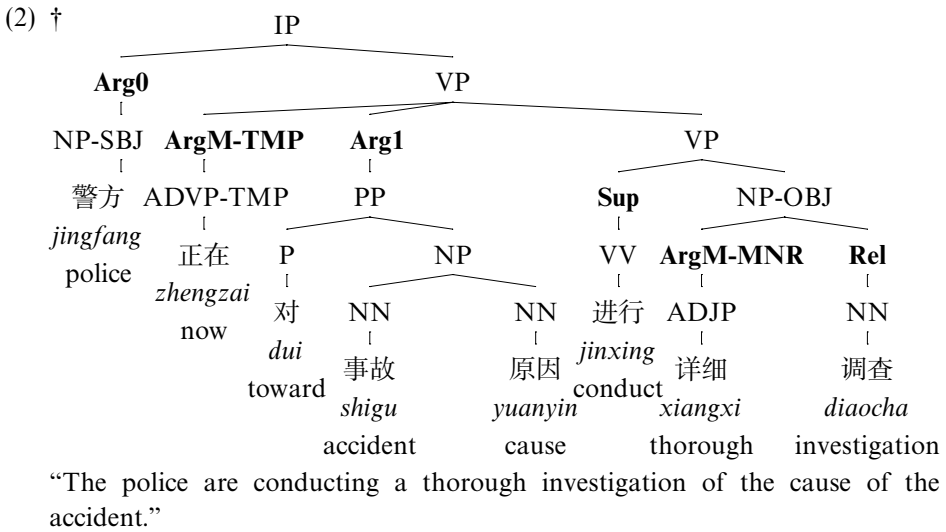 (2) † IP
Arg0 VP
NP-SBJ ArgM-TMP Arg1 VP
警方 ADVP-TMP PP Sup NP-OBJ
jingfang 正在 P NP VV ArgM-MNR Rel
police zhengzai 对 NN NN 进行 ADJP NN
now dui 事故 原因 jinxing 详细 调查
toward shigu yuanyin conduct xiangxi diaocha
accident cause thorough investigation
“The police are conducting a thorough investigation of the cause of the
accident.”